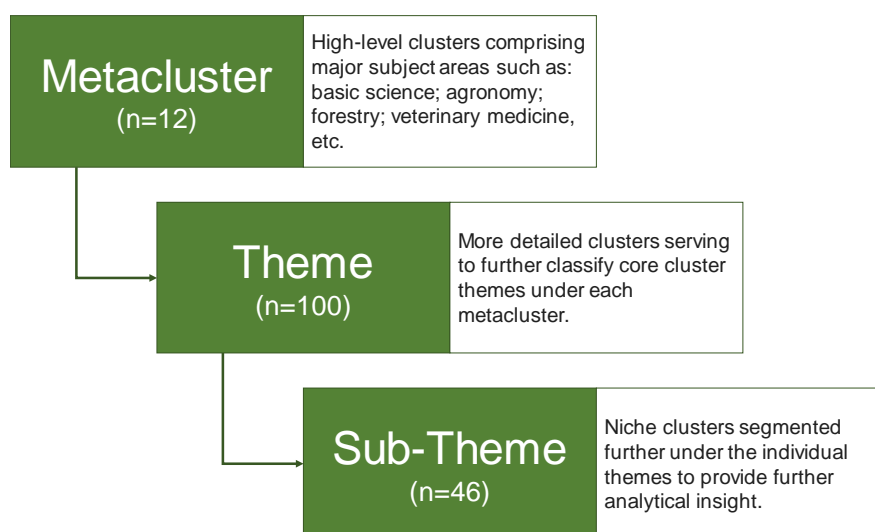 Metacluster
(n=12)
High-level clusters comprising
major subject areas such as:
basic science; agronomy;
forestry; veterinary medicine,
etc.
Theme
(n=100)
More detailed clusters serving
to further classify core cluster
themes under each
metacluster.
Sub-Theme
(n=46)
Niche clusters segmented
further under the individual
themes to provide further
analytical insight.